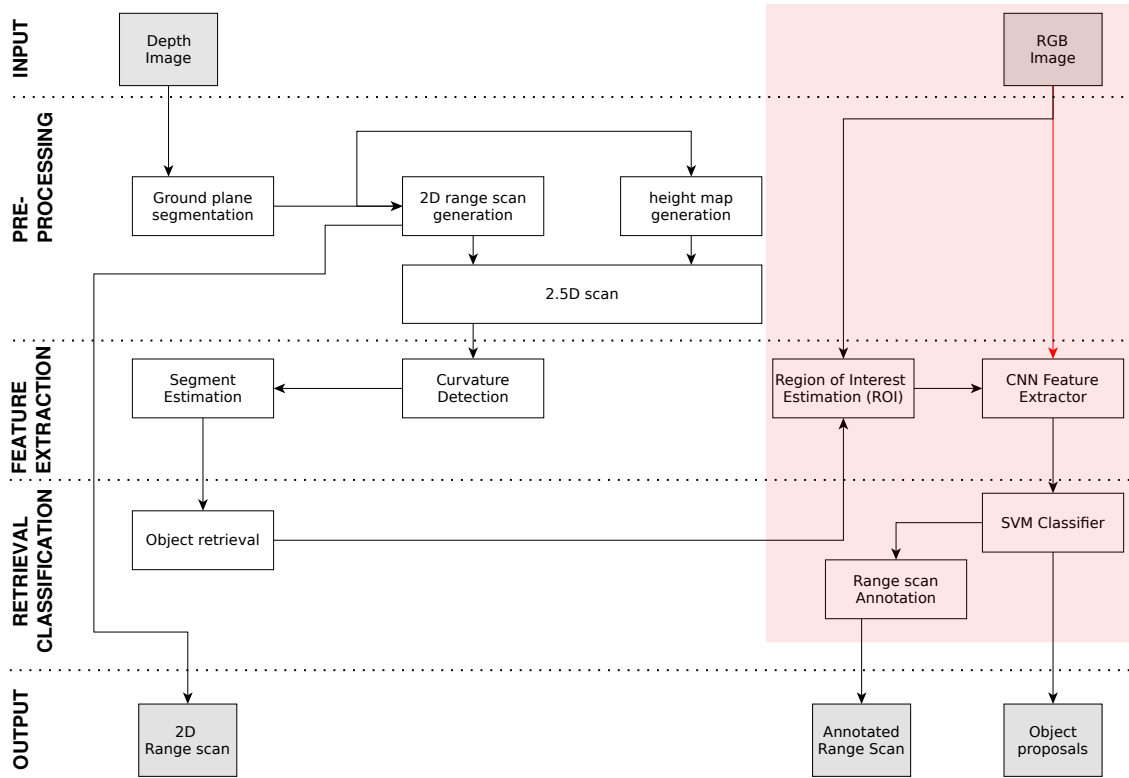 INPUT
Depth
Image
RGB
Image
PRE-
PROCESSING
Ground plane
segmentation
2D range scan
generation
height map
generation
2.5D scan
FEATURE
EXTRACTION
Segment
Estimation
Curvature
Detection
Region of Interest
Estimation (ROI)
CNN Feature
Extractor
RETRIEVAL
CLASSIFICATION
Object retrieval
SVM Classifier
Range scan
Annotation
OUTPUT
2D
Range scan
Annotated
Range Scan
Object
proposals